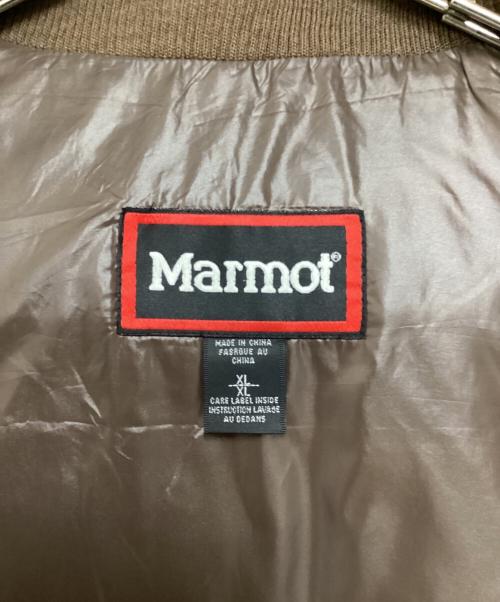 Marmot®
MADE IN CHINA
FABRIQUE AU
CHINA
XL
XL
CARE LABEL INSIDE
INSTRUCTION LAVAGE
AU DEDANS